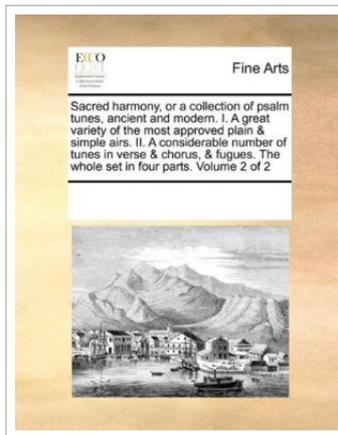 ECCO
Fine Arts
Sacred harmony, or a collection of psalm
tunes, ancient and modern. I. A great
variety of the most approved plain &
simple airs. II. A considerable number of
tunes in verse & chorus, & fugues. The
whole set in four parts. Volume 2 of 2